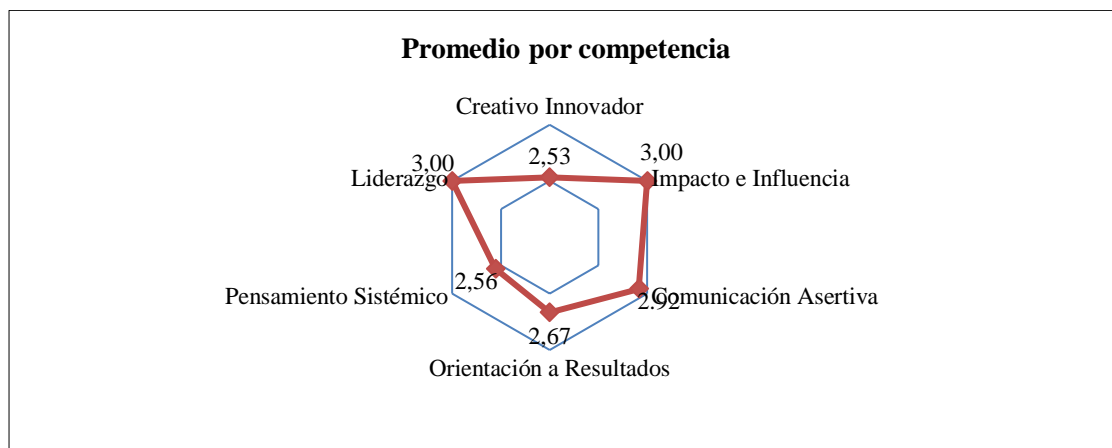 Promedio por competencia
Creativo Innovador
2,53
3,00
Impacto e Influencia
3,00
Liderazgo
Pensamiento Sistémico
2,56
Comunicación Asertiva
2.92
2,67
Orientación a Resultados